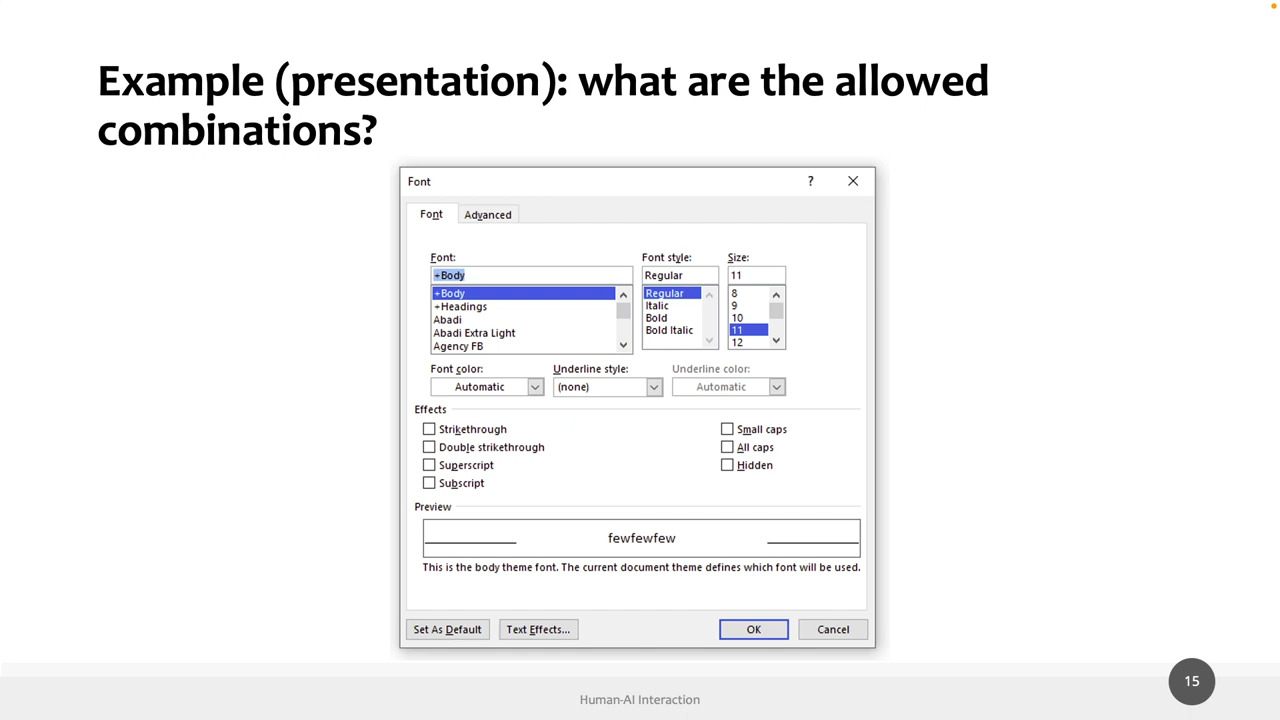 Example (presentation): what are the allowed
combinations?
Font
?
Font
Advanced
Font:
Font style:
Size:
+Body
Regular
11
+Body
+Headings
Abadi
Abadi Extra Light
Agency FB
Regular
Italic
Bold
Bold Italic
8
9
10
11
12
Font color:
Underline style:
Underline color:
Automatic
(none)
Automatic
Effects
Strikethrough
Double strikethrough
Superscript
Subscript
Small caps
All caps
Hidden
Preview
fewfewfew
This is the body theme font. The current document theme defines which font will be used.
Set As Default
Text Effects...
OK
Cancel
Human-AI Interaction
15